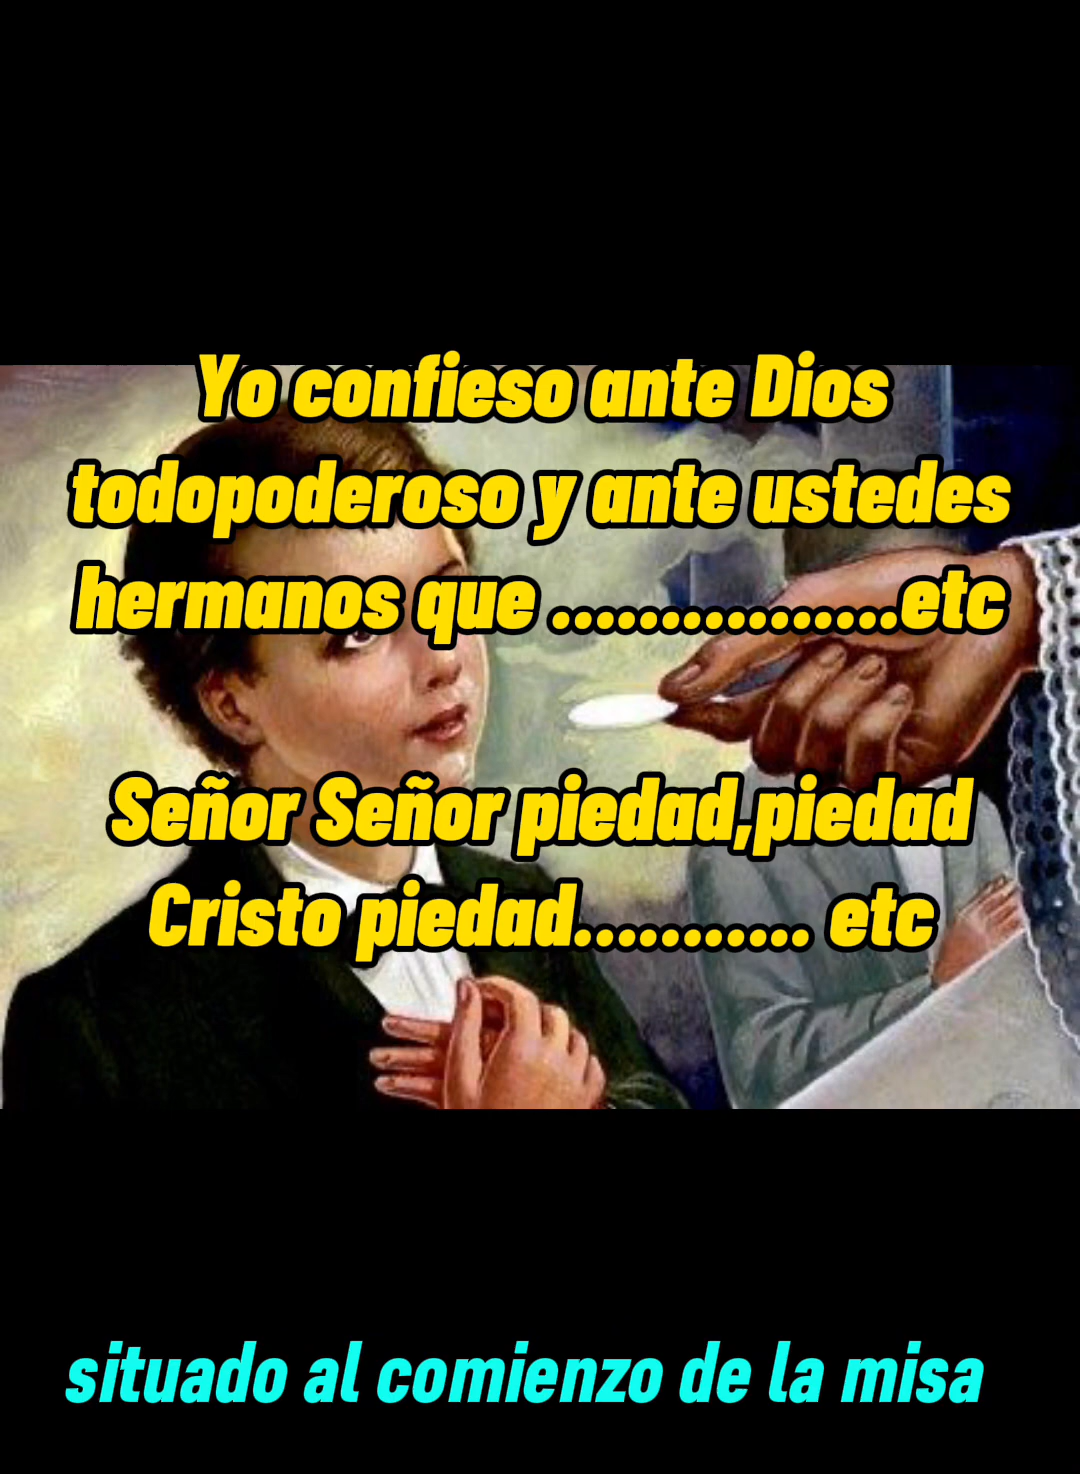 Yo confieso ante Dios
todopoderoso y ante ustedes
hermanos que ................etc
Señor Señor piedad,piedad
Cristo piedad........... etc
situado al comienzo de la misa